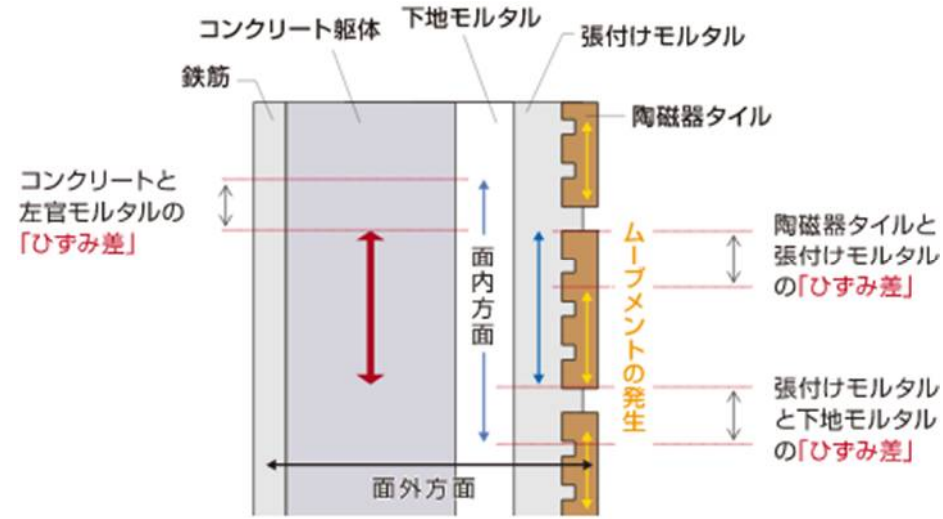 コンクリート躯体
下地モルタル
張付けモルタル
鉄筋
陶磁器タイル
コンクリートと
左官モルタルの
「ひずみ差」
面内方面
ムーブメントの発生
陶磁器タイルと
張付けモルタル
の「ひずみ差」
張付けモルタル
と下地モルタル
の「ひずみ差」
面外方面